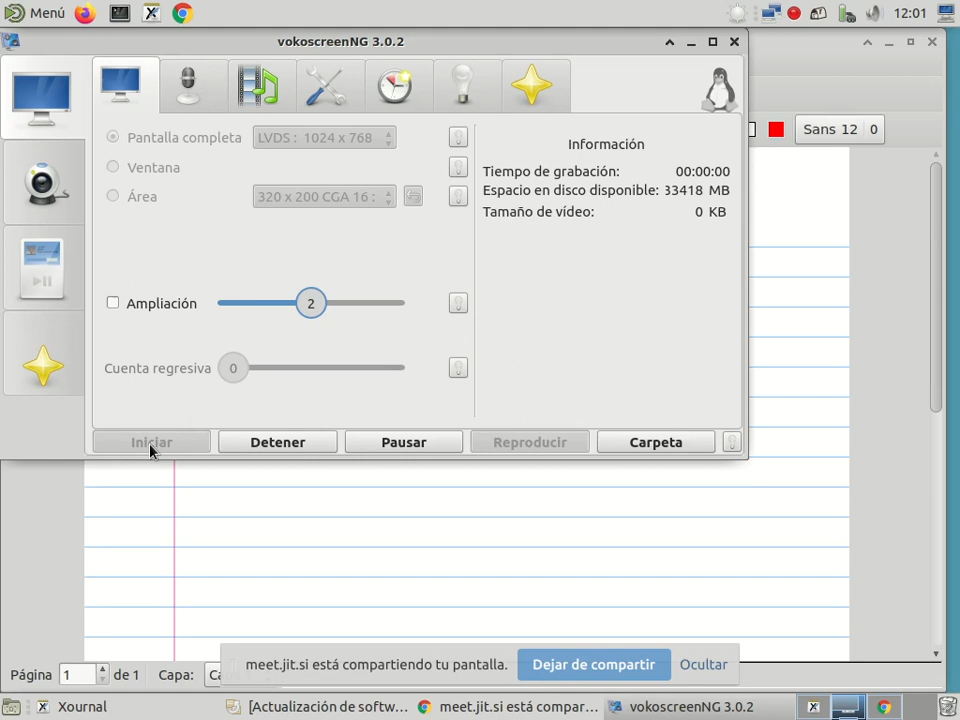 Menú
12:01
vokoscreenNG 3.0.2
Sans 12 0
Pantalla completa
LVDS : 1024 x 768
Ventana
Área
320 x 200 CGA 16 :
Información
Tiempo de grabación: 00:00:00
Espacio en disco disponible: 33418 MB
Tamaño de vídeo: 0 KB
Ampliación
2
Cuenta regresiva
0
Iniciar
Detener
Pausar
Reproducir
Carpeta
meet.jit.si está compartiendo tu pantalla.
Dejar de compartir
Ocultar
Página 1 de 1 Capa:
Xournal
[Actualización de softw...
meet.jit.si está compar...
vokoscreenNG 3.0.2